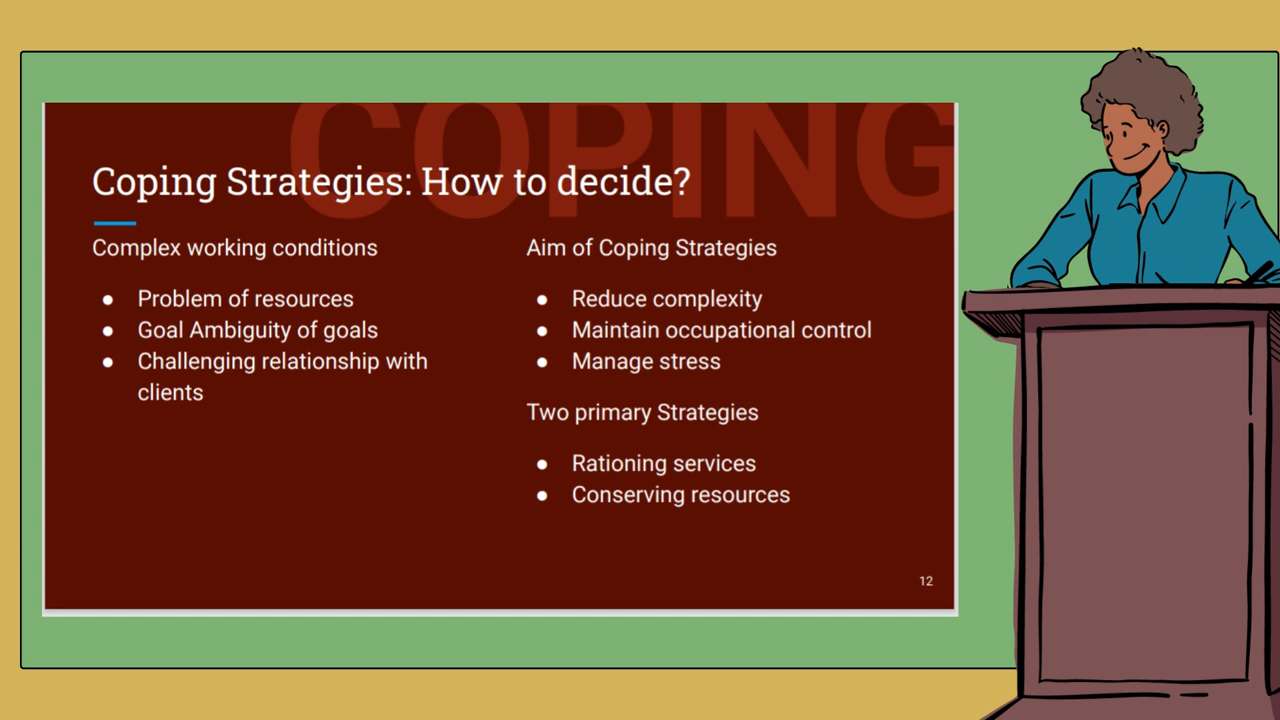 COPING
Coping Strategies: How to decide?
Complex working conditions
● Problem of resources
● Goal Ambiguity of goals
● Challenging relationship with
clients
Aim of Coping Strategies
● Reduce complexity
● Maintain occupational control
● Manage stress
Two primary Strategies
● Rationing services
● Conserving resources
12